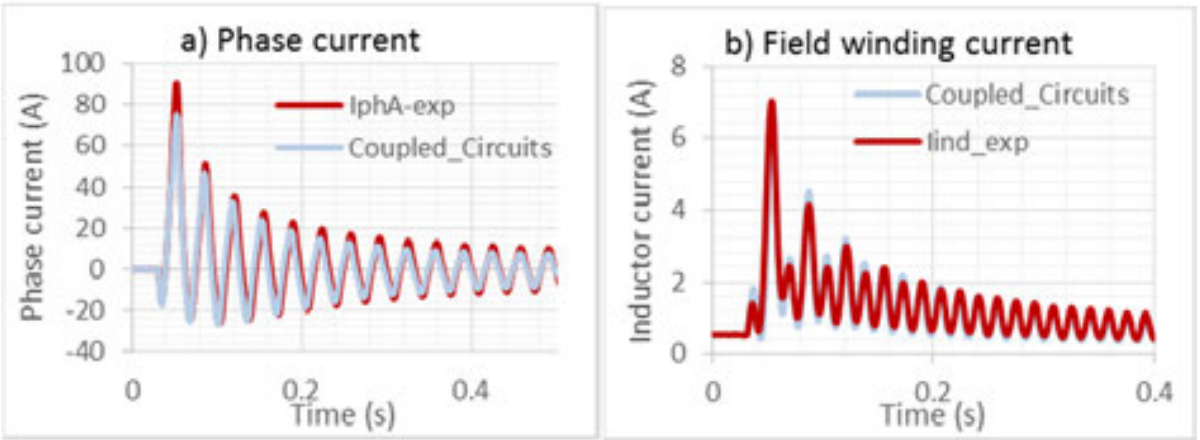 a) Phase current
100
80
60
40
20
0
-20
-40
Phase current (A)
IphA-exp
Coupled_Circuits
0
0.2
0.4
Time (s)
b) Field winding current
8
6
4
2
0
Inductor current (A)
Coupled_Circuits
Iind_exp
0
0.2
0.4
Time (s)